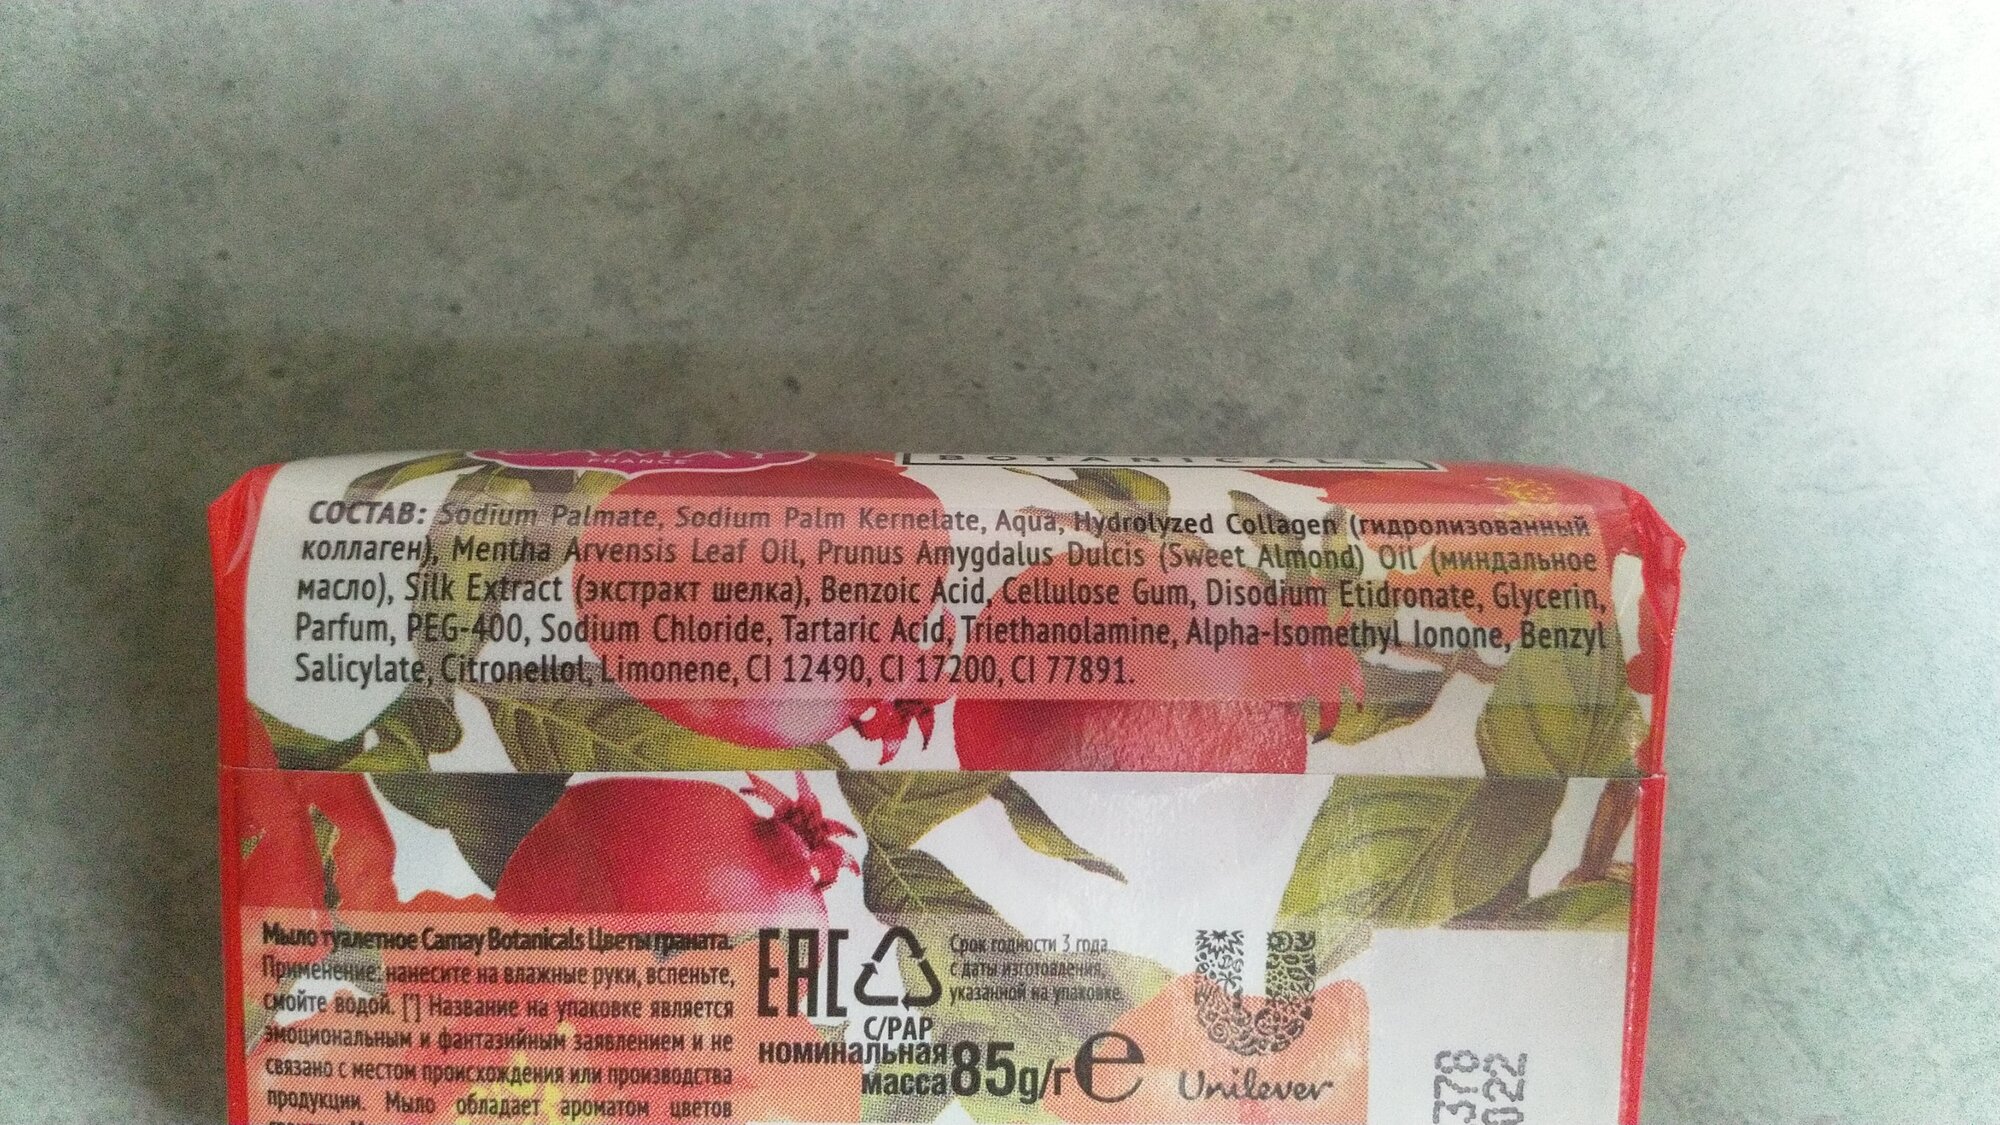 CAMAY
FRANCE
BOTANICALS
СОСТАВ: Sodium Palmate, Sodium Palm Kernelate, Aqua, Hydrolyzed Collagen (гидролизованный
коллаген), Mentha Arvensis Leaf Oil, Prunus Amygdalus Dulcis (Sweet Almond) Oil (миндальное
масло), Silk Extract (экстракт шелка), Benzoic Acid, Cellulose Gum, Disodium Etidronate, Glycerin,
Parfum, PEG-400, Sodium Chloride, Tartaric Acid, Triethanolamine, Alpha-Isomethyl Ionone, Benzyl
Salicylate, Citronellol, Limonene, CI 12490, CI 17200, CI 77891.
Мыло туалетное Camay Botanicals Цветы граната.
Применение: нанесите на влажные руки, вспеньте,
смойте водой. [*] Название на упаковке является
эмоциональным и фантазийным заявлением и не
связано с местом происхождения или производства
продукции. Мыло обладает ароматом цветов
EAC
C/PAP
Срок годности 3 года
с даты изготовления,
указанной на упаковке.
номинальная
масса 85g/г e
Unilever
378
022